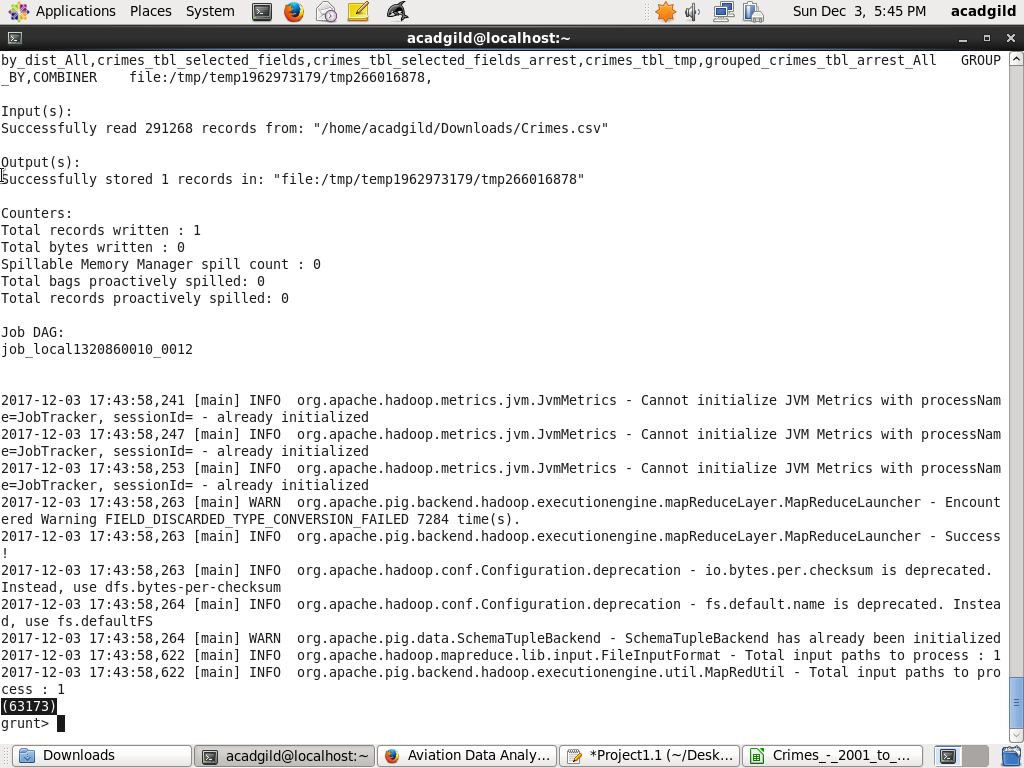 Applications Places System Sun Dec 3, 5:45 PM acadgild
acadgild@localhost:~
by_dist_All,crimes_tbl_selected_fields,crimes_tbl_selected_fields_arrest,crimes_tbl_tmp,grouped_crimes_tbl_arrest_All GROUP
_BY,COMBINER file:/tmp/temp1962973179/tmp266016878,
Input(s):
Successfully read 291268 records from: "/home/acadgild/Downloads/Crimes.csv"
Output(s):
Successfully stored 1 records in: "file:/tmp/temp1962973179/tmp266016878"
Counters:
Total records written : 1
Total bytes written : 0
Spillable Memory Manager spill count : 0
Total bags proactively spilled: 0
Total records proactively spilled: 0
Job DAG:
job_local1320860010_0012
2017-12-03 17:43:58,241 [main] INFO org.apache.hadoop.metrics.jvm.JvmMetrics - Cannot initialize JVM Metrics with processNam
e=JobTracker, sessionId= - already initialized
2017-12-03 17:43:58,247 [main] INFO org.apache.hadoop.metrics.jvm.JvmMetrics - Cannot initialize JVM Metrics with processNam
e=JobTracker, sessionId= - already initialized
2017-12-03 17:43:58,253 [main] INFO org.apache.hadoop.metrics.jvm.JvmMetrics - Cannot initialize JVM Metrics with processNam
e=JobTracker, sessionId= - already initialized
2017-12-03 17:43:58,263 [main] WARN org.apache.pig.backend.hadoop.executionengine.mapReduceLayer.MapReduceLauncher - Encount
ered Warning FIELD_DISCARDED_TYPE_CONVERSION_FAILED 7284 time(s).
2017-12-03 17:43:58,263 [main] INFO org.apache.pig.backend.hadoop.executionengine.mapReduceLayer.MapReduceLauncher - Success
!
2017-12-03 17:43:58,263 [main] INFO org.apache.hadoop.conf.Configuration.deprecation - io.bytes.per.checksum is deprecated.
Instead, use dfs.bytes-per-checksum
2017-12-03 17:43:58,264 [main] INFO org.apache.hadoop.conf.Configuration.deprecation - fs.default.name is deprecated. Instea
d, use fs.defaultFS
2017-12-03 17:43:58,264 [main] WARN org.apache.pig.data.SchemaTupleBackend - SchemaTupleBackend has already been initialized
2017-12-03 17:43:58,622 [main] INFO org.apache.hadoop.mapreduce.lib.input.FileInputFormat - Total input paths to process : 1
2017-12-03 17:43:58,622 [main] INFO org.apache.pig.backend.hadoop.executionengine.util.MapRedUtil - Total input paths to pro
cess : 1
(63173)
grunt>
Downloads acadgild@localhost:~ Aviation Data Analy... *Project1.1 (~/Desk... Crimes_-_2001_to_...